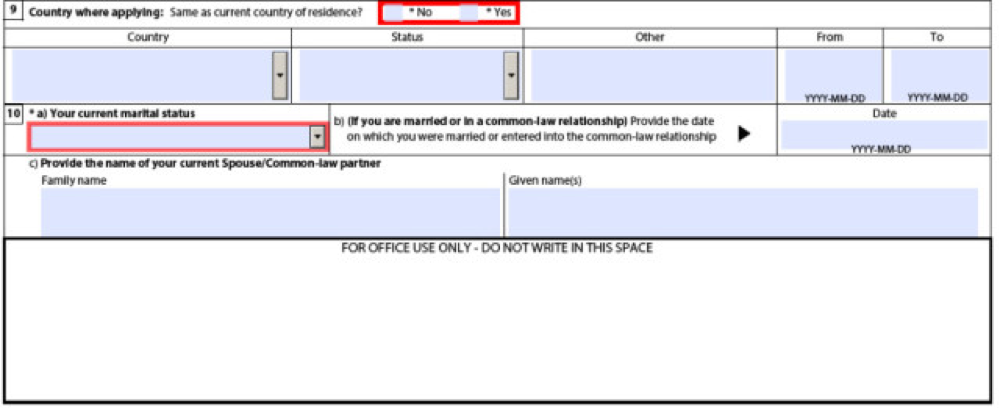 9 Country where applying: Same as current country of residence? * No * Yes
Country Status Other From To
YYYY-MM-DD YYYY-MM-DD
10 * a) Your current marital status
b) (If you are married or in a common-law relationship) Provide the date
on which you were married or entered into the common-law relationship
Date
YYYY-MM-DD
c) Provide the name of your current Spouse/Common-law partner
Family name Given name(s)
FOR OFFICE USE ONLY - DO NOT WRITE IN THIS SPACE